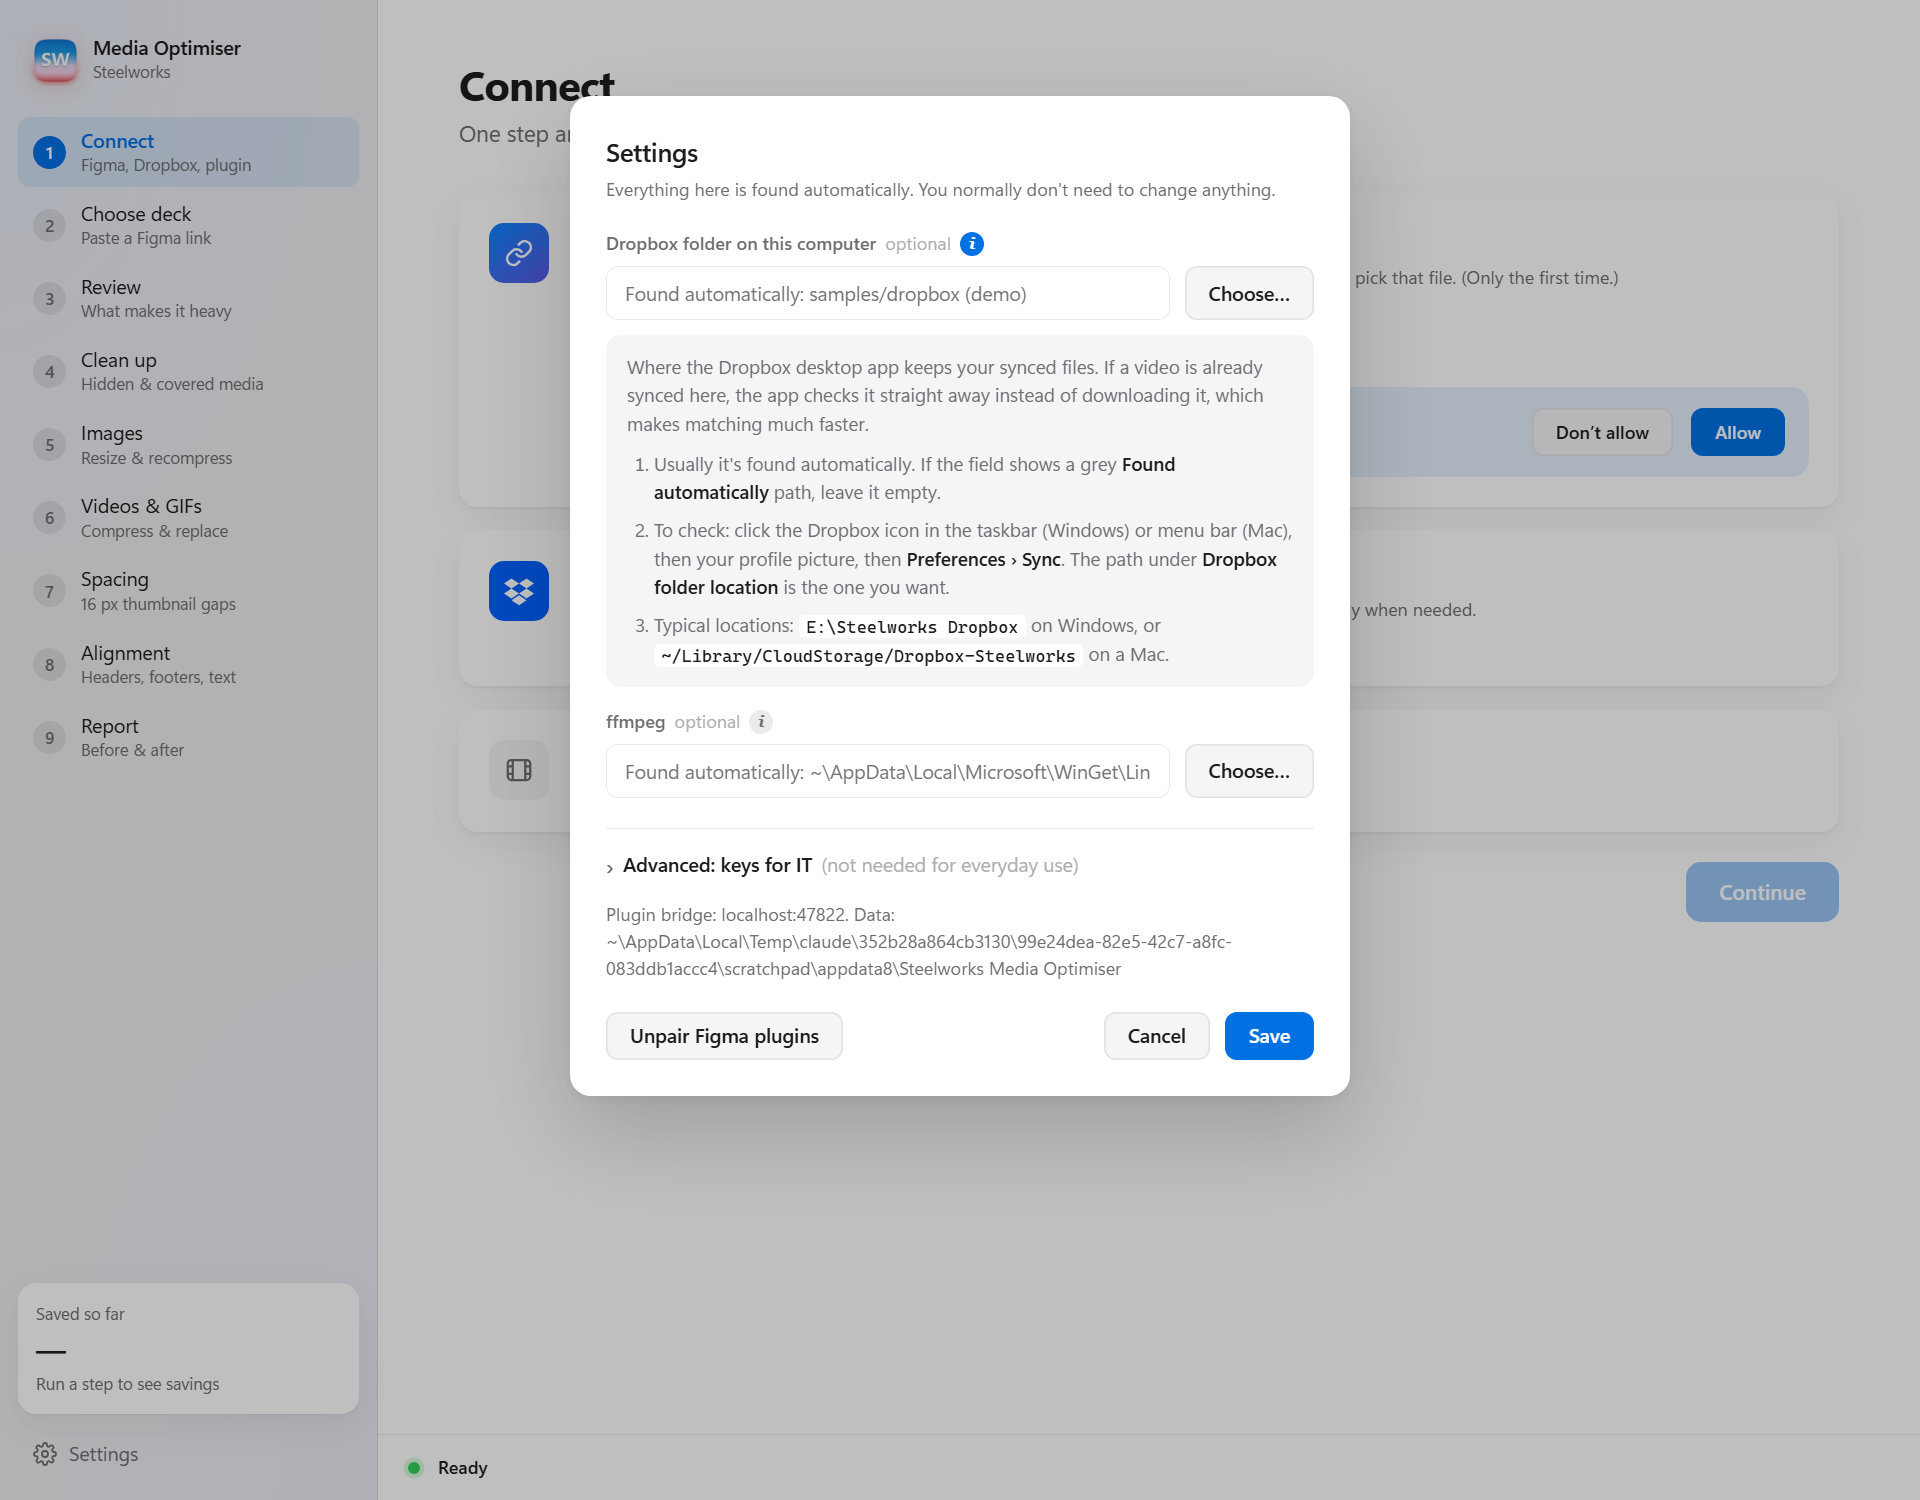 SW
Media Optimiser
Steelworks
1
Connect
Figma, Dropbox, plugin
2
Choose deck
Paste a Figma link
3
Review
What makes it heavy
4
Clean up
Hidden & covered media
5
Images
Resize & recompress
6
Videos & GIFs
Compress & replace
7
Spacing
16 px thumbnail gaps
8
Alignment
Headers, footers, text
9
Report
Before & after
Saved so far
—
Run a step to see savings
Settings
Connect
One step
pick that file. (Only the first time.)
Don’t allow
Allow
y when needed.
Continue
Ready
Settings
Everything here is found automatically. You normally don't need to change anything.
Dropbox folder on this computer optional i
Found automatically: samples/dropbox (demo)
Choose...
Where the Dropbox desktop app keeps your synced files. If a video is already
synced here, the app checks it straight away instead of downloading it, which
makes matching much faster.
1. Usually it's found automatically. If the field shows a grey Found
automatically path, leave it empty.
2. To check: click the Dropbox icon in the taskbar (Windows) or menu bar (Mac),
then your profile picture, then Preferences › Sync. The path under Dropbox
folder location is the one you want.
3. Typical locations: E:\Steelworks Dropbox on Windows, or
~/Library/CloudStorage/Dropbox-Steelworks on a Mac.
ffmpeg optional i
Found automatically: ~\AppData\Local\Microsoft\WinGet\Lin
Choose...
› Advanced: keys for IT (not needed for everyday use)
Plugin bridge: localhost:47822. Data:
~\AppData\Local\Temp\claude\352b28a864cb3130\99e24dea-82e5-42c7-a8fc-
083ddb1accc4\scratchpad\appdata8\Steelworks Media Optimiser
Unpair Figma plugins
Cancel
Save